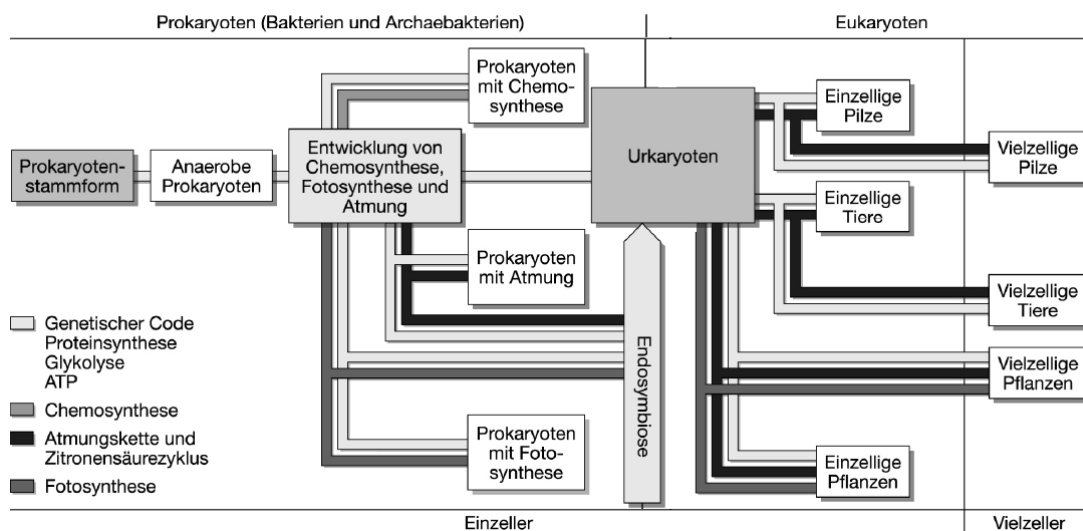 Prokaryoten (Bakterien und Archaebakterien)
Eukaryoten
Prokaryoten
mit Chemo-
synthese
Einzellige
Pilze
Entwicklung von
Chemosynthese,
Fotosynthese und
Atmung
Urkaryoten
Prokaryoten-
stammform
Anaerobe
Prokaryoten
Vielzellige
Pilze
Einzellige
Tiere
Prokaryoten
mit Atmung
Vielzellige
Tiere
Genetischer Code
Proteinsynthese
Glykolyse
ATP
Chemosynthese
Atmungskette und
Zitronensäurezyklus
Fotosynthese
Endosymbiose
Vielzellige
Pflanzen
Prokaryoten
mit Foto-
synthese
Einzellige
Pflanzen
Einzeller
Vielzeller